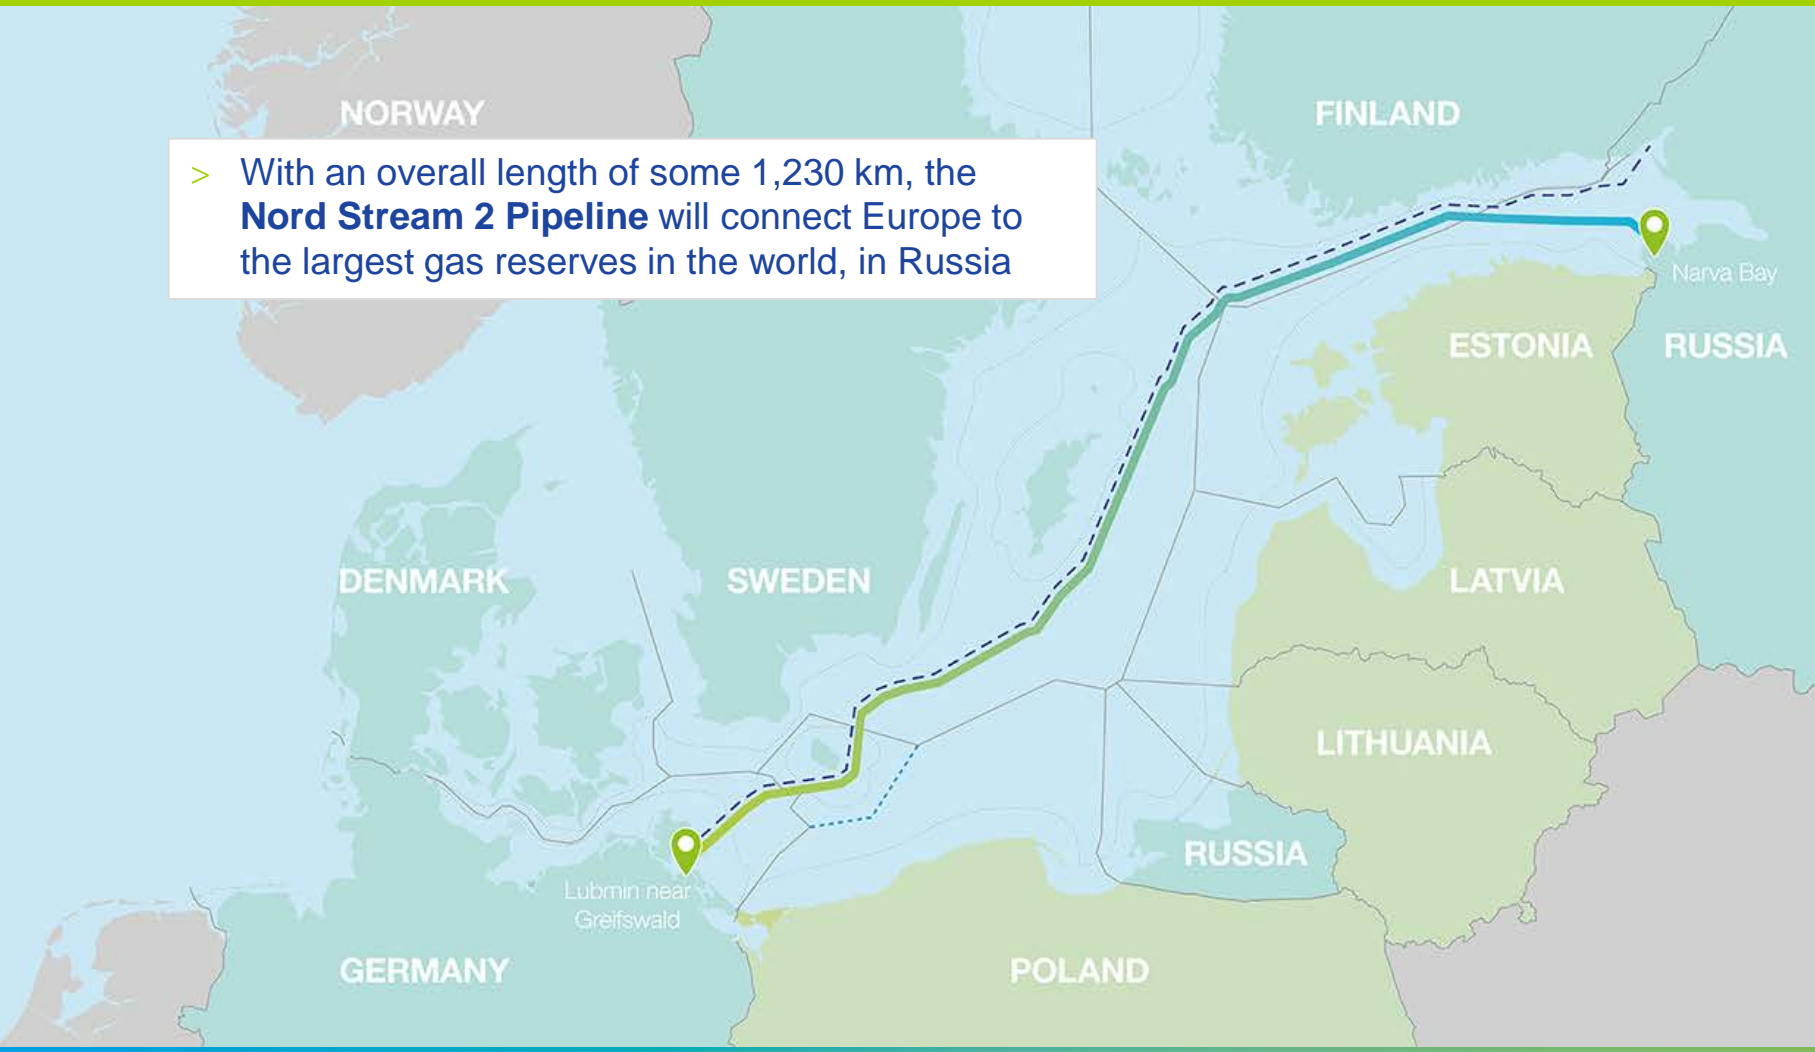 NORWAY
FINLAND
> With an overall length of some 1,230 km, the
Nord Stream 2 Pipeline will connect Europe to
the largest gas reserves in the world, in Russia
Narva Bay
ESTONIA
RUSSIA
DENMARK
SWEDEN
LATVIA
LITHUANIA
RUSSIA
Lubmin near
Greifswald
GERMANY
POLAND